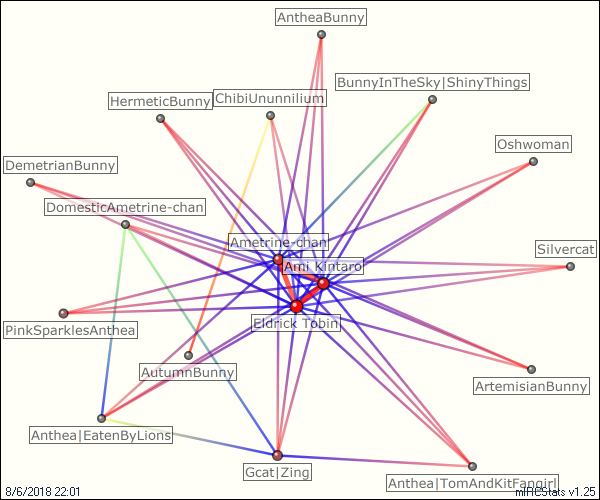 AntheaBunny
BunnyInTheSky|ShinyThings
HermeticBunny
ChibiUnunnilium
Oshwoman
DemetrianBunny
DomesticAmetrine-chan
Ametrine-chan
Silvercat
Ami Kintaro
PinkSparklesAnthea
Eldrick Tobin
AutumnBunny
ArtemisianBunny
Anthea|EatenByLions
Gcat|Zing
Anthea|TomAndKitFangirl
8/6/2018 22:01
mIRCStats v1.25